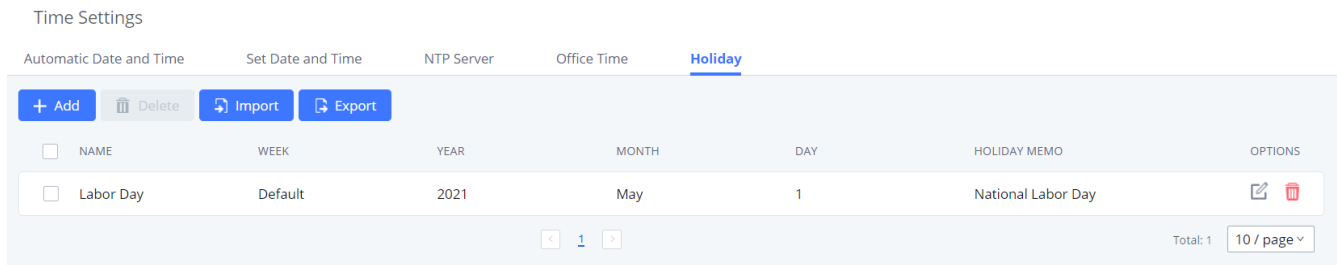 Time Settings
Automatic Date and Time Set Date and Time NTP Server Office Time Holiday
+ Add Delete Import Export
NAME WEEK YEAR MONTH DAY HOLIDAY MEMO OPTIONS
Labor Day Default 2021 May 1 National Labor Day
< 1 > Total: 1 10 / page